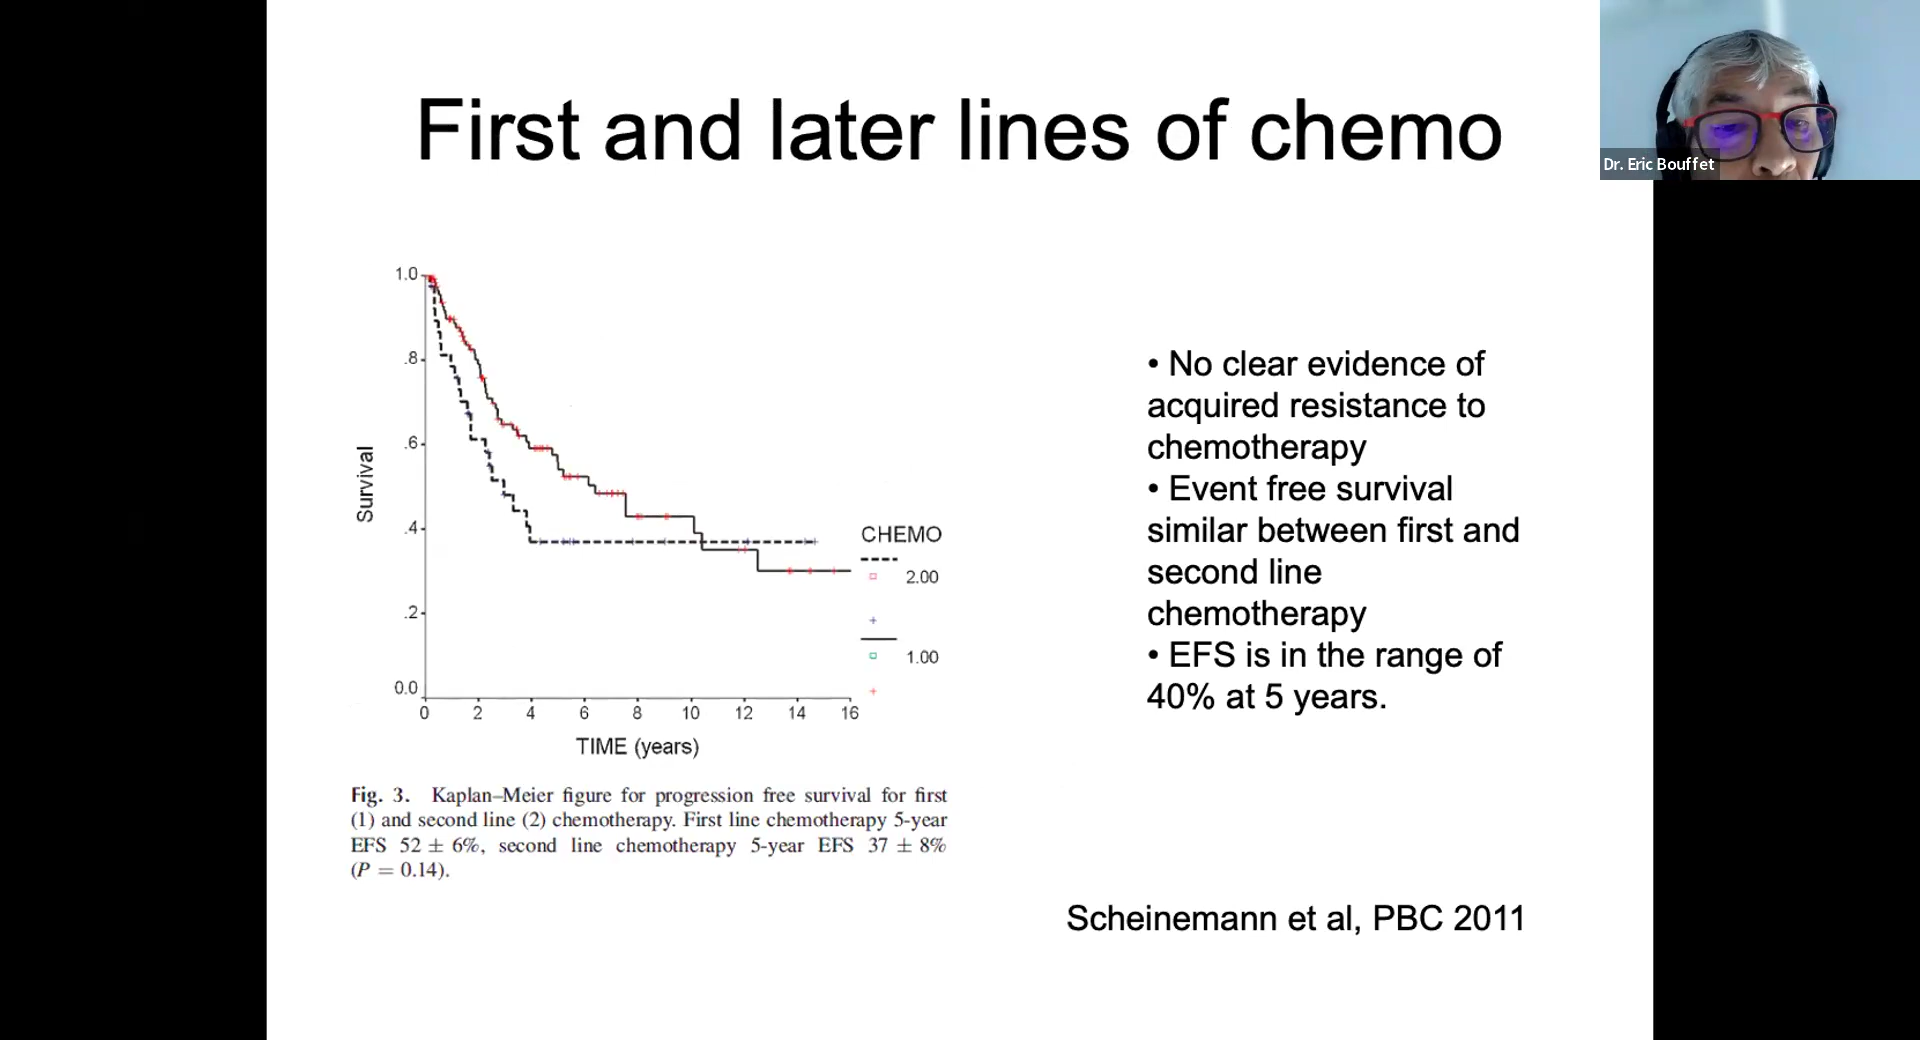 First and later lines of chemo
Dr. Eric Bouffet
1.0
.8
.6
.4
.2
0.0
Survival
0 2 4 6 8 10 12 14 16
TIME (years)
CHEMO
2.00
1.00
Fig. 3. Kaplan–Meier figure for progression free survival for first
(1) and second line (2) chemotherapy. First line chemotherapy 5-year
EFS 52 ± 6%, second line chemotherapy 5-year EFS 37 ± 8%
(P = 0.14).
• No clear evidence of
acquired resistance to
chemotherapy
• Event free survival
similar between first and
second line
chemotherapy
• EFS is in the range of
40% at 5 years.
Scheinemann et al, PBC 2011